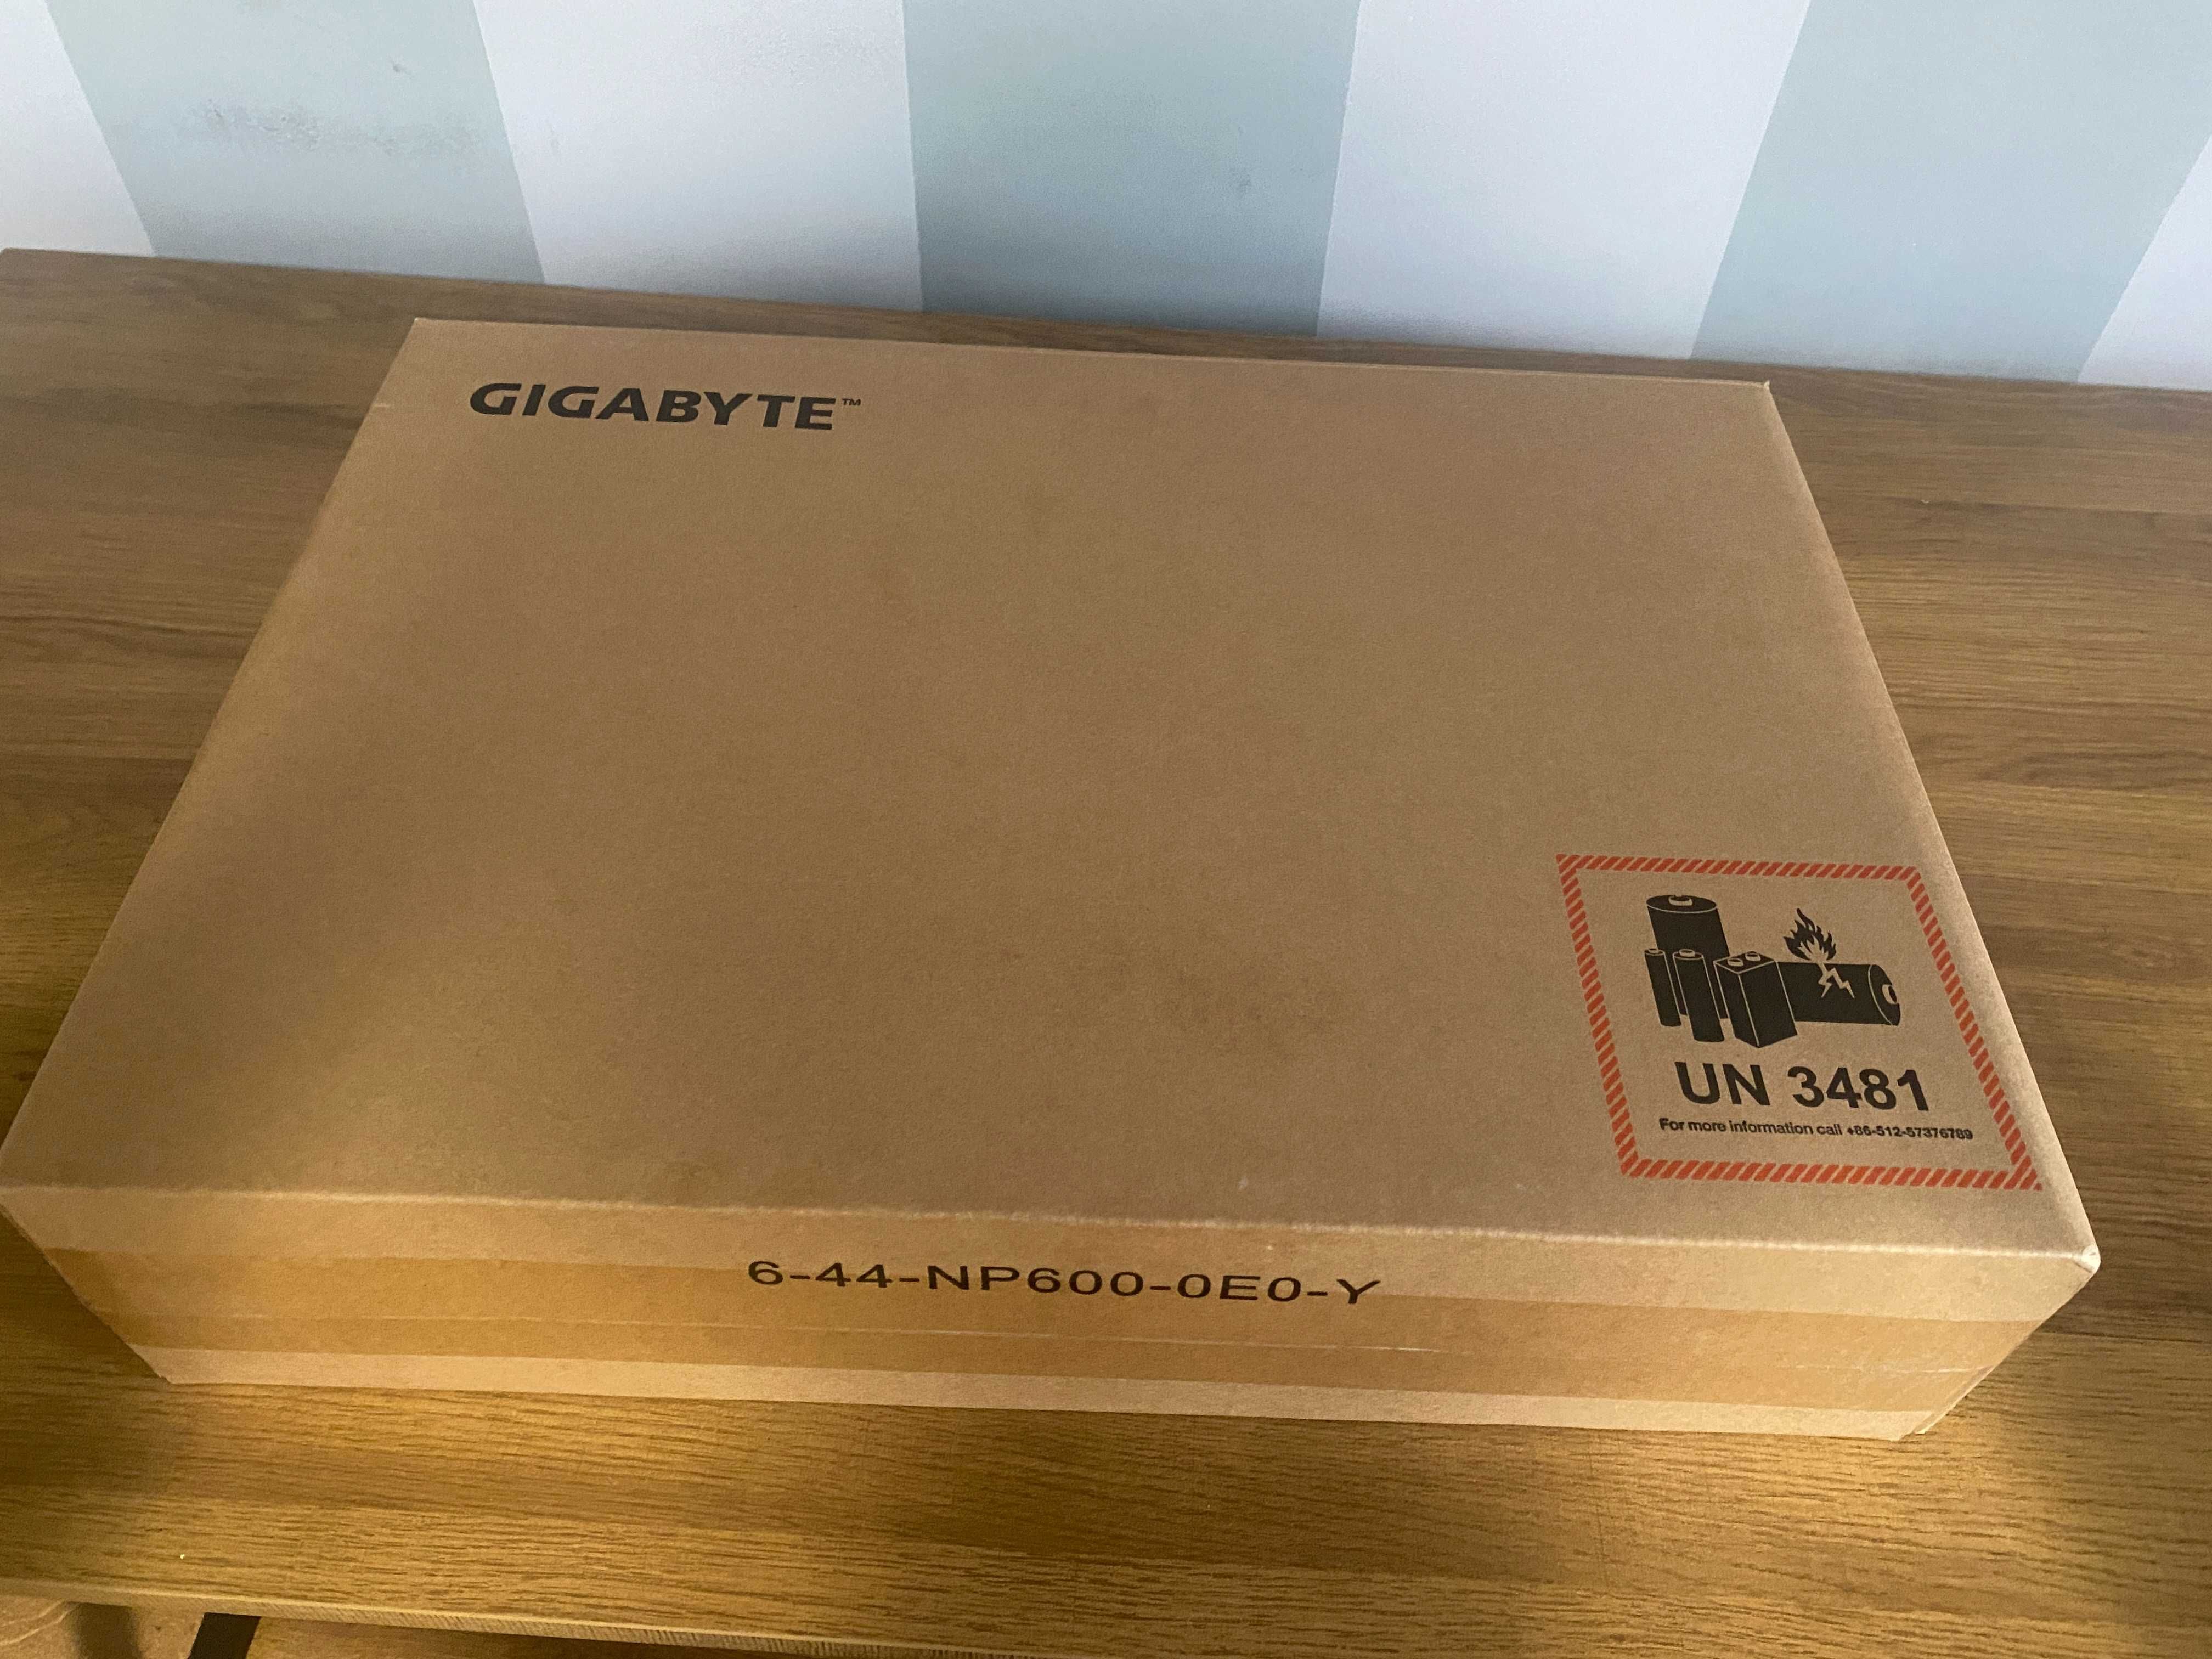 GIGABYTE™
UN 3481
For more information call +86-512-57376789
6-44-NP600-0E0-Y